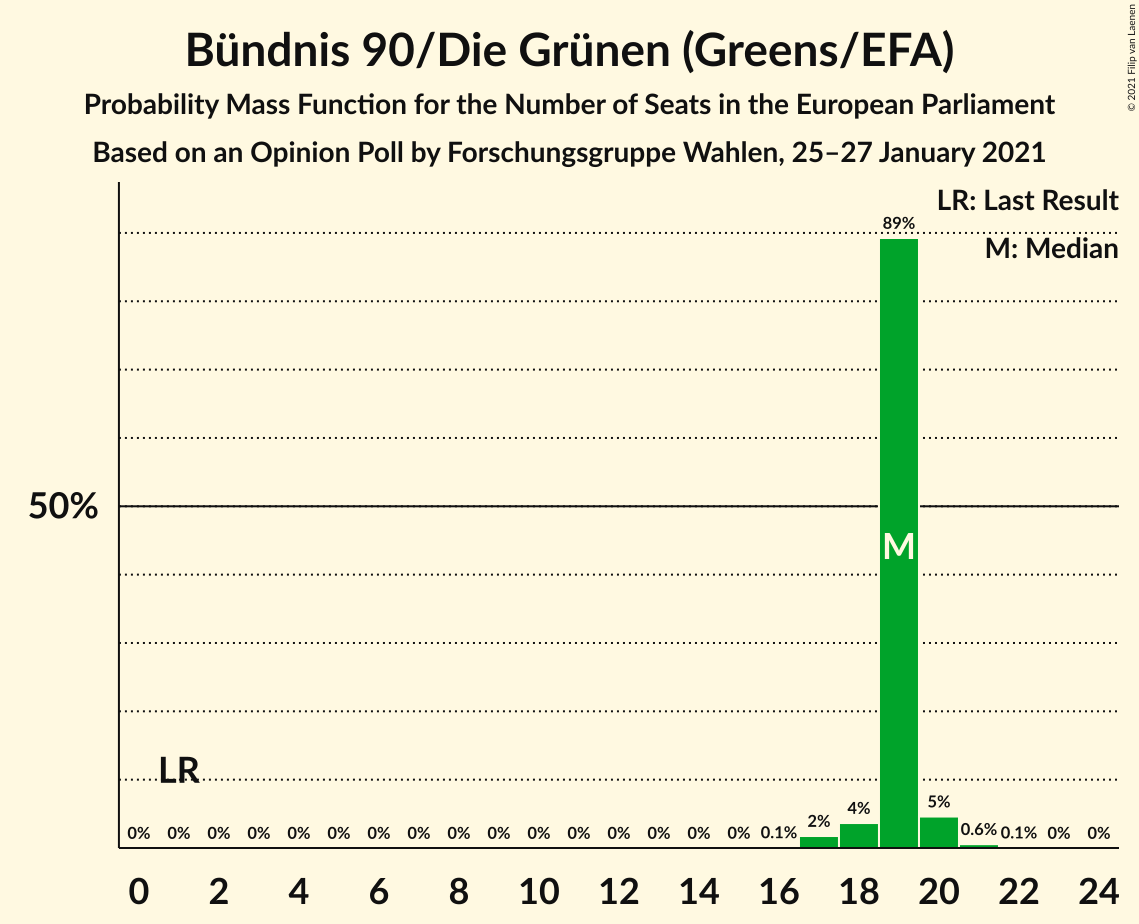 Bündnis 90/Die Grünen (Greens/EFA)
Probability Mass Function for the Number of Seats in the European Parliament
Based on an Opinion Poll by Forschungsgruppe Wahlen, 25–27 January 2021
© 2021 Filip van Laenen
LR: Last Result
M: Median
89%
50%
M
LR
0% 0% 0% 0% 0% 0% 0% 0% 0% 0% 0% 0% 0% 0% 0% 0% 0.1% 2% 4% 5% 0.6% 0.1% 0% 0%
0 2 4 6 8 10 12 14 16 18 20 22 24